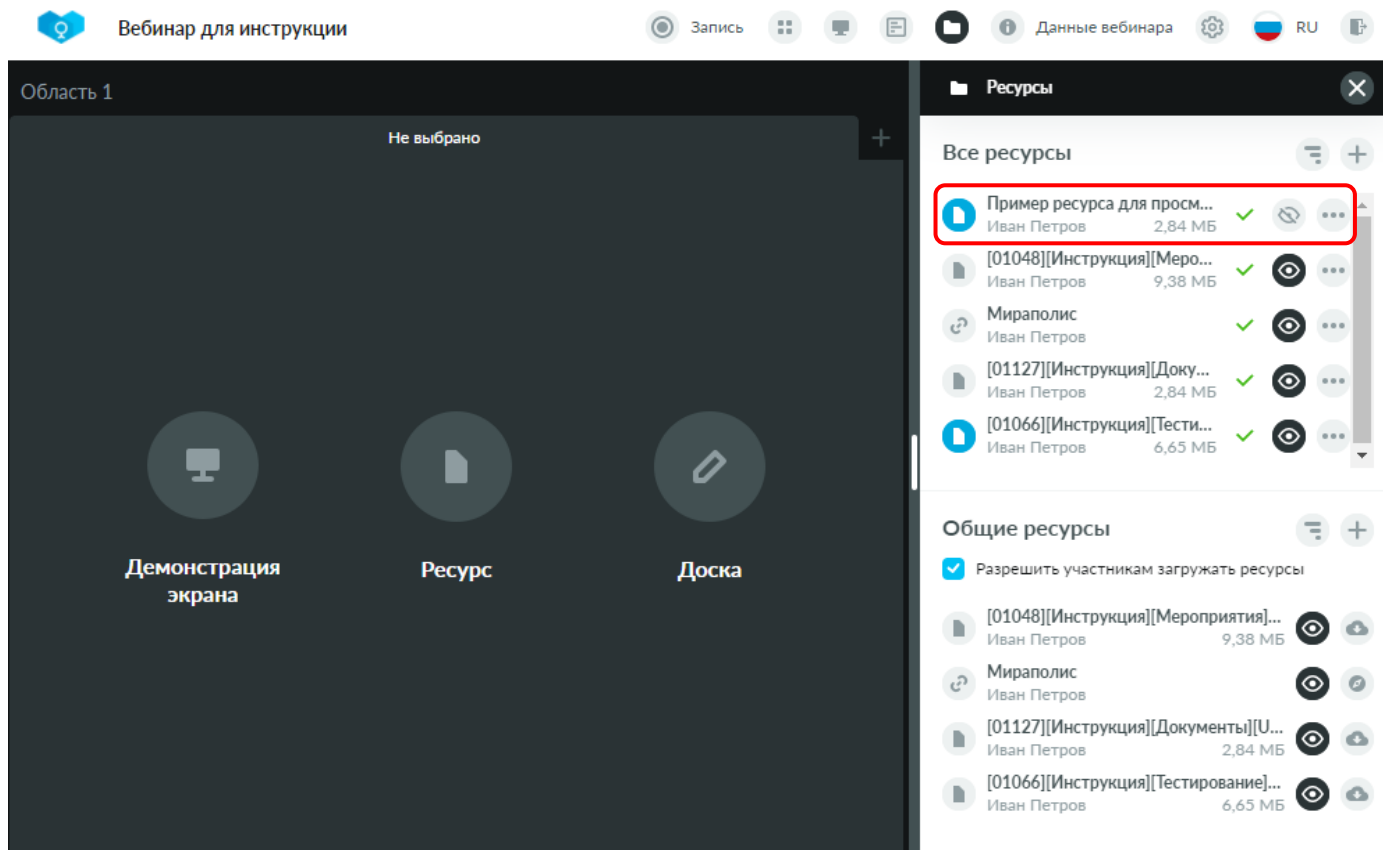 Вебинар для инструкции
Запись
Данные вебинара
RU
Область 1
Не выбрано
Демонстрация
экрана
Ресурс
Доска
Ресурсы
Все ресурсы
Пример ресурса для просм...
Иван Петров 2,84 МБ
[01048][Инструкция][Меро...
Иван Петров 9,38 МБ
Мираполис
Иван Петров
[01127][Инструкция][Доку...
Иван Петров 2,84 МБ
[01066][Инструкция][Тести...
Иван Петров 6,65 МБ
Общие ресурсы
Разрешить участникам загружать ресурсы
[01048][Инструкция][Мероприятия]...
Иван Петров 9,38 МБ
Мираполис
Иван Петров
[01127][Инструкция][Документы][U...
Иван Петров 2,84 МБ
[01066][Инструкция][Тестирование]...
Иван Петров 6,65 МБ